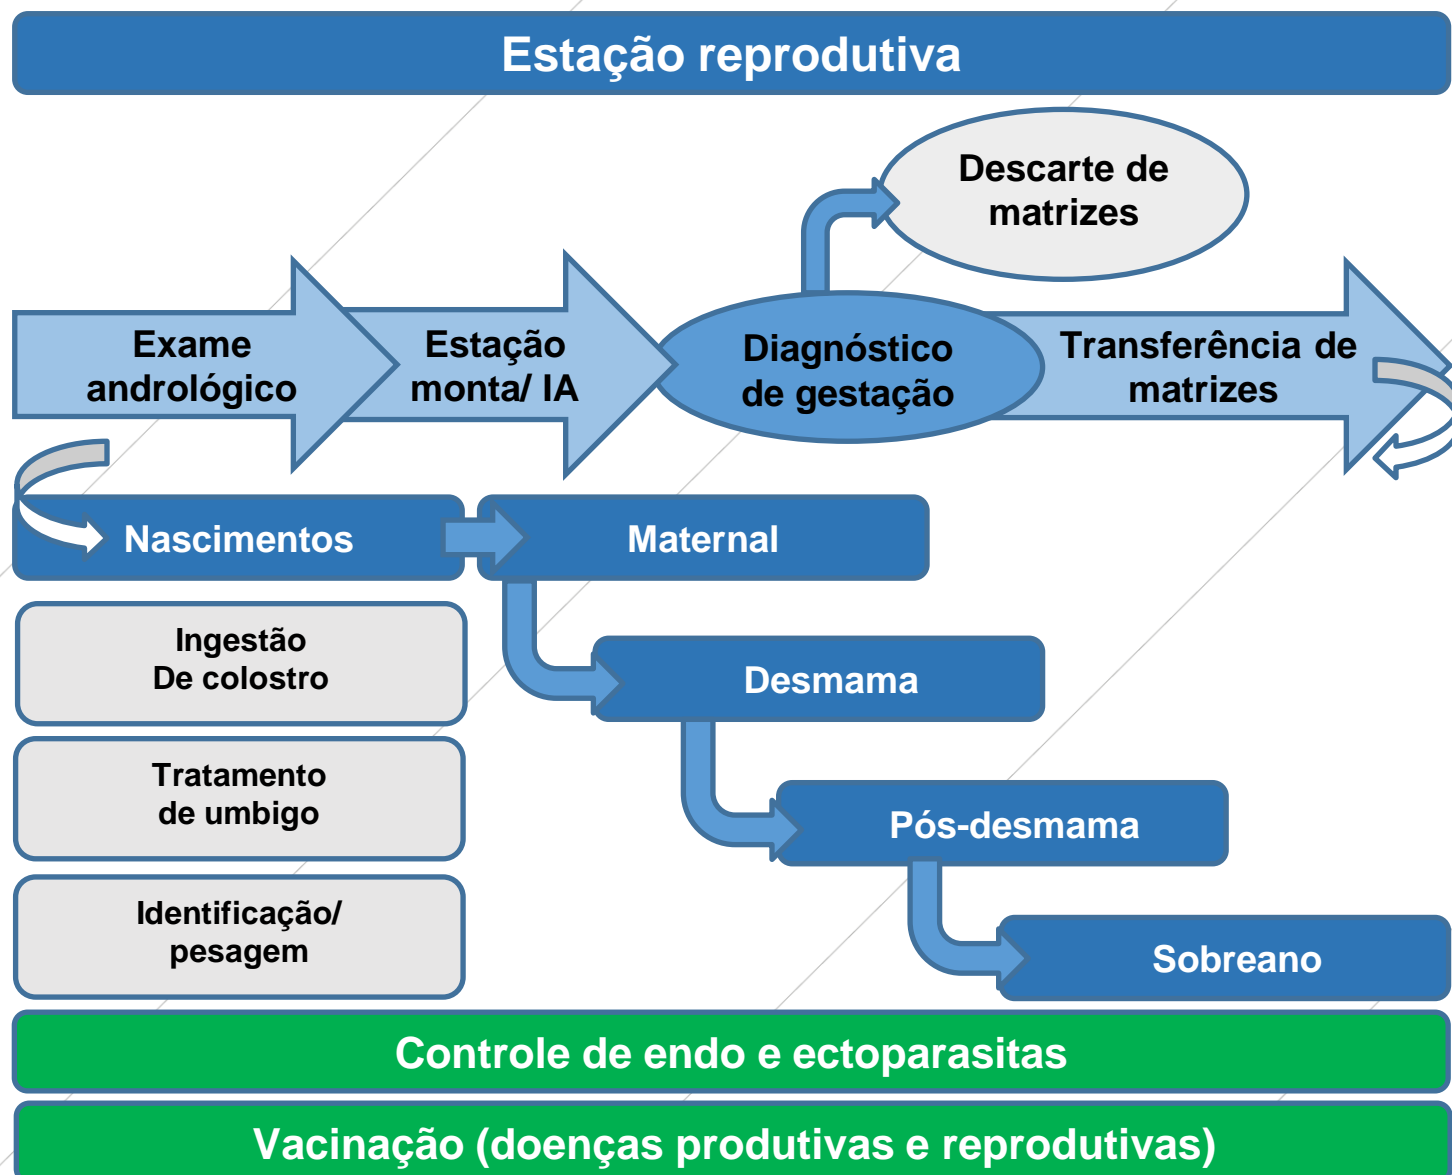 Estação reprodutiva
Descarte de
matrizes
Exame
andrológico
Estação
monta/ IA
Diagnóstico
de gestação
Transferência de
matrizes
Nascimentos
Maternal
Ingestão
De colostro
Desmama
Tratamento
de umbigo
Pós-desmama
Identificação/
pesagem
Sobreano
Controle de endo e ectoparasitas
Vacinação (doenças produtivas e reprodutivas)